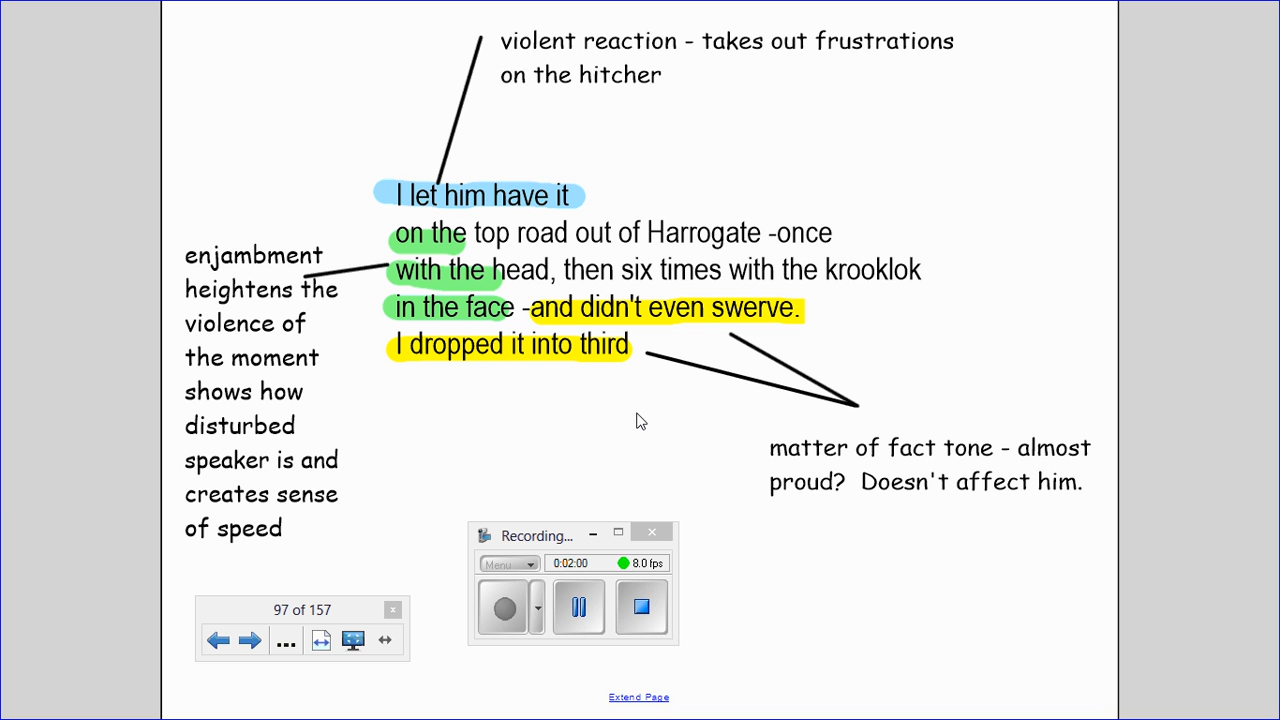 violent reaction - takes out frustrations
on the hitcher
I let him have it
on the top road out of Harrogate -once
with the head, then six times with the krooklok
in the face -and didn't even swerve.
I dropped it into third
enjambment
heightens the
violence of
the moment
shows how
disturbed
speaker is and
creates sense
of speed
matter of fact tone - almost
proud?  Doesn't affect him.
Recording...
Menu
0:02:00
8.0 fps
97 of 157
...
Extend Page